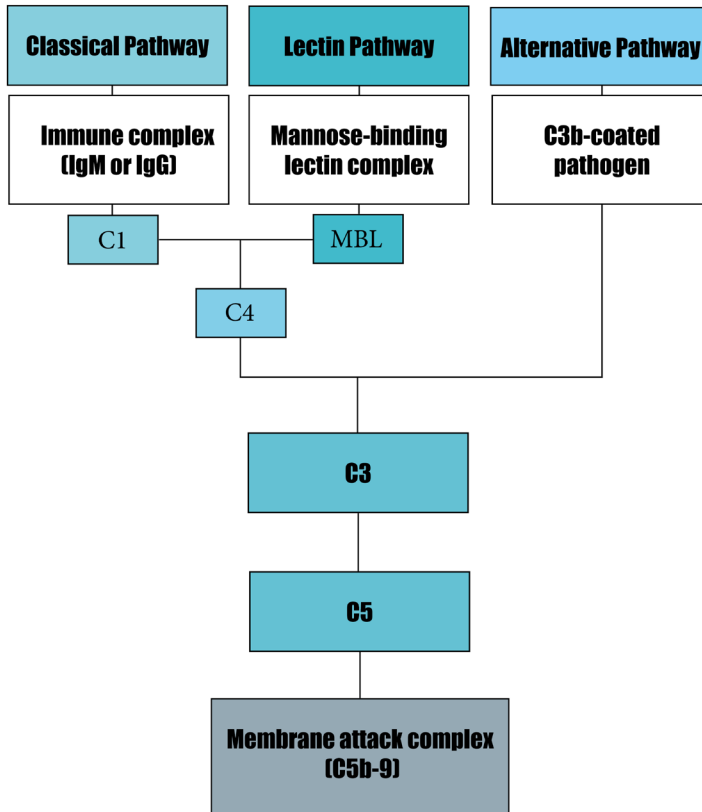 Classical Pathway
Lectin Pathway
Alternative Pathway
Immune complex
(IgM or IgG)
Mannose-binding
lectin complex
C3b-coated
pathogen
C1
MBL
C4
C3
C5
Membrane attack complex
(C5b-9)